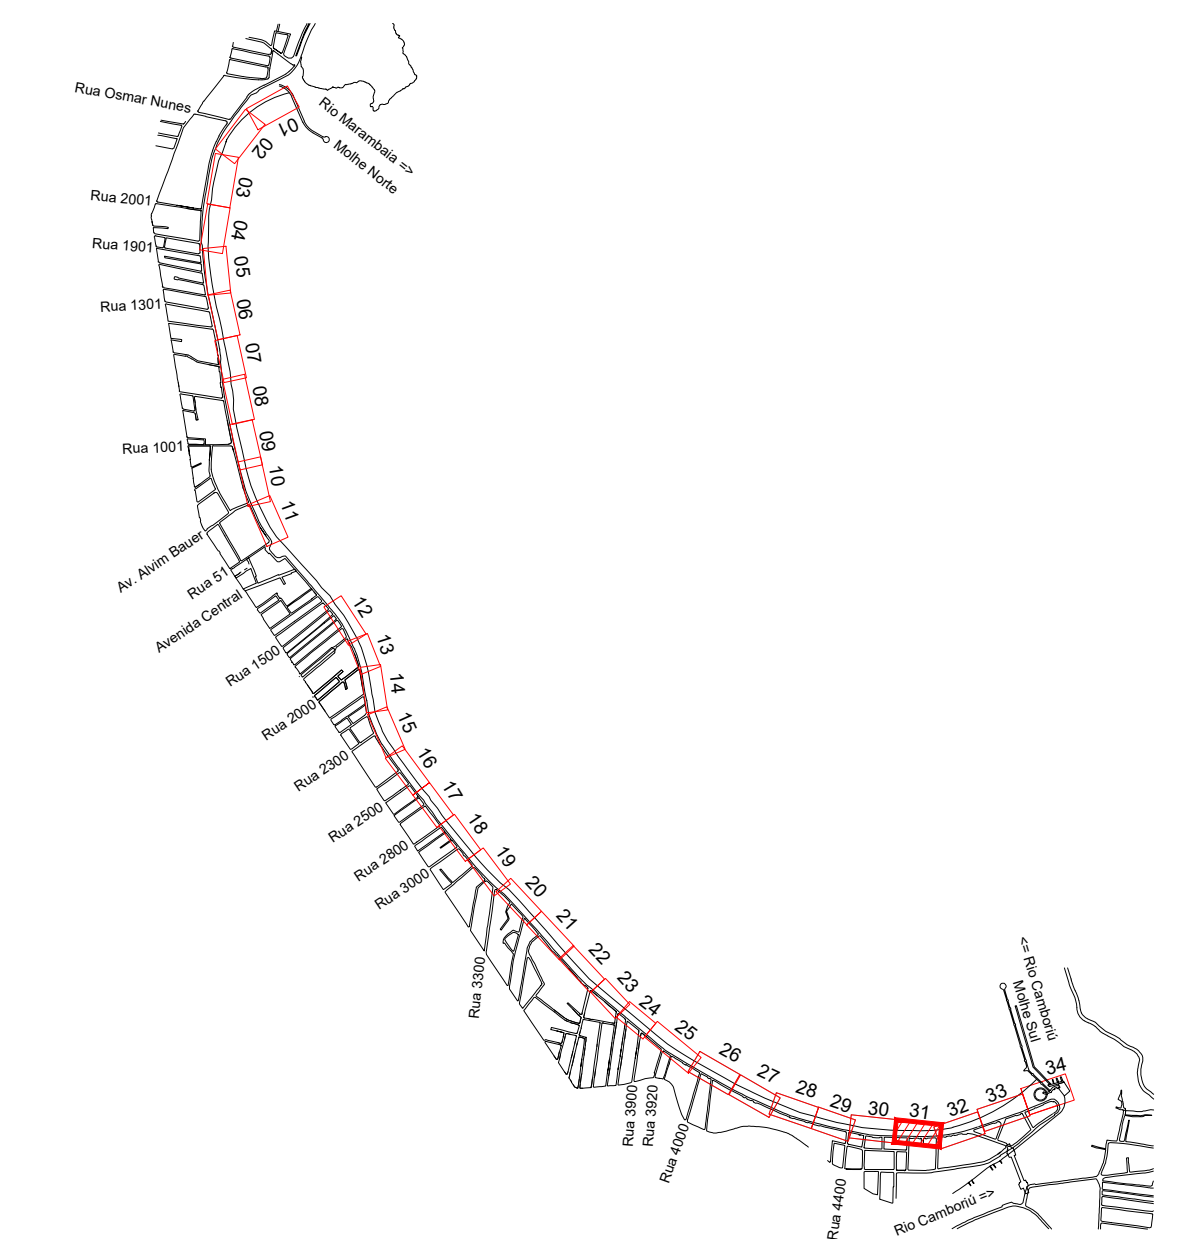 Rua Osmar Nunes
Rio Marambaia =>
Molhe Norte
01
02
03
Rua 2001
04
Rua 1901
05
06
Rua 1301
07
08
09
Rua 1001
10
11
Av. Alvim Bauer
Rua 51
Avenida Central
12
Rua 1500
13
14
Rua 2000
15
Rua 2300
16
17
Rua 2500
18
Rua 2800
19
Rua 3000
20
21
22
Rua 3300
23
24
25
<= Rio Camboriú
Molhe Sul
26
27
28
29
30
31
32
33
34
Rua 3900
Rua 3920
Rua 4000
Rua 4400
Rio Camboriú =>